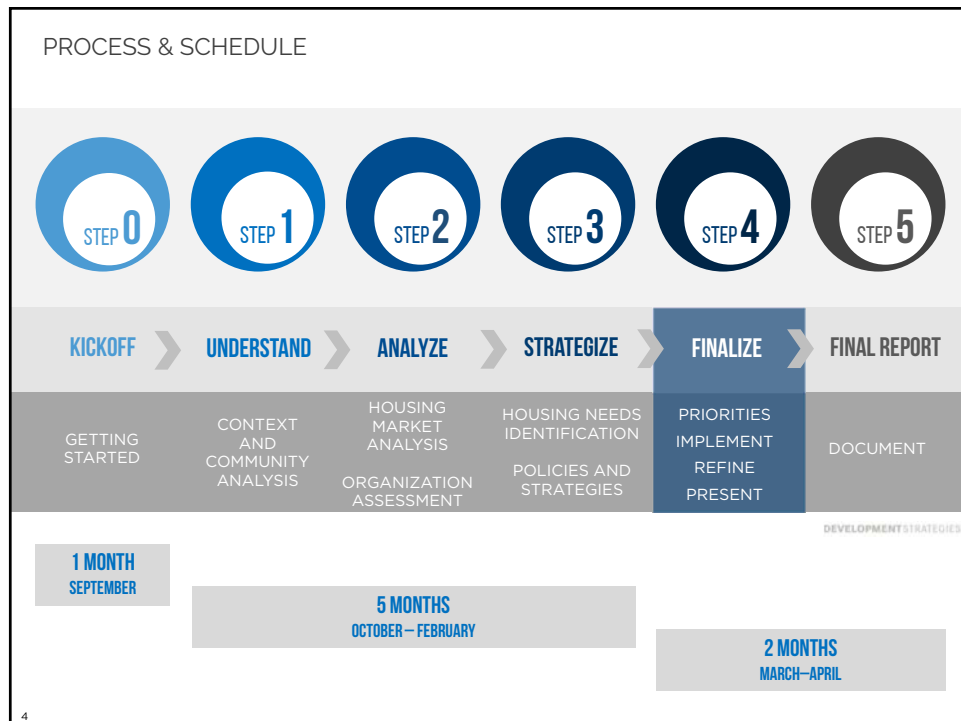 PROCESS & SCHEDULE
STEP 0
STEP 1
STEP 2
STEP 3
STEP 4
STEP 5
KICKOFF
UNDERSTAND
ANALYZE
STRATEGIZE
FINALIZE
FINAL REPORT
GETTING
STARTED
CONTEXT
AND
COMMUNITY
ANALYSIS
HOUSING
MARKET
ANALYSIS
ORGANIZATION
ASSESSMENT
HOUSING NEEDS
IDENTIFICATION
POLICIES AND
STRATEGIES
PRIORITIES
IMPLEMENT
REFINE
PRESENT
DOCUMENT
DEVELOPMENTSTRATEGIES
1 MONTH
SEPTEMBER
5 MONTHS
OCTOBER – FEBRUARY
2 MONTHS
MARCH–APRIL
4